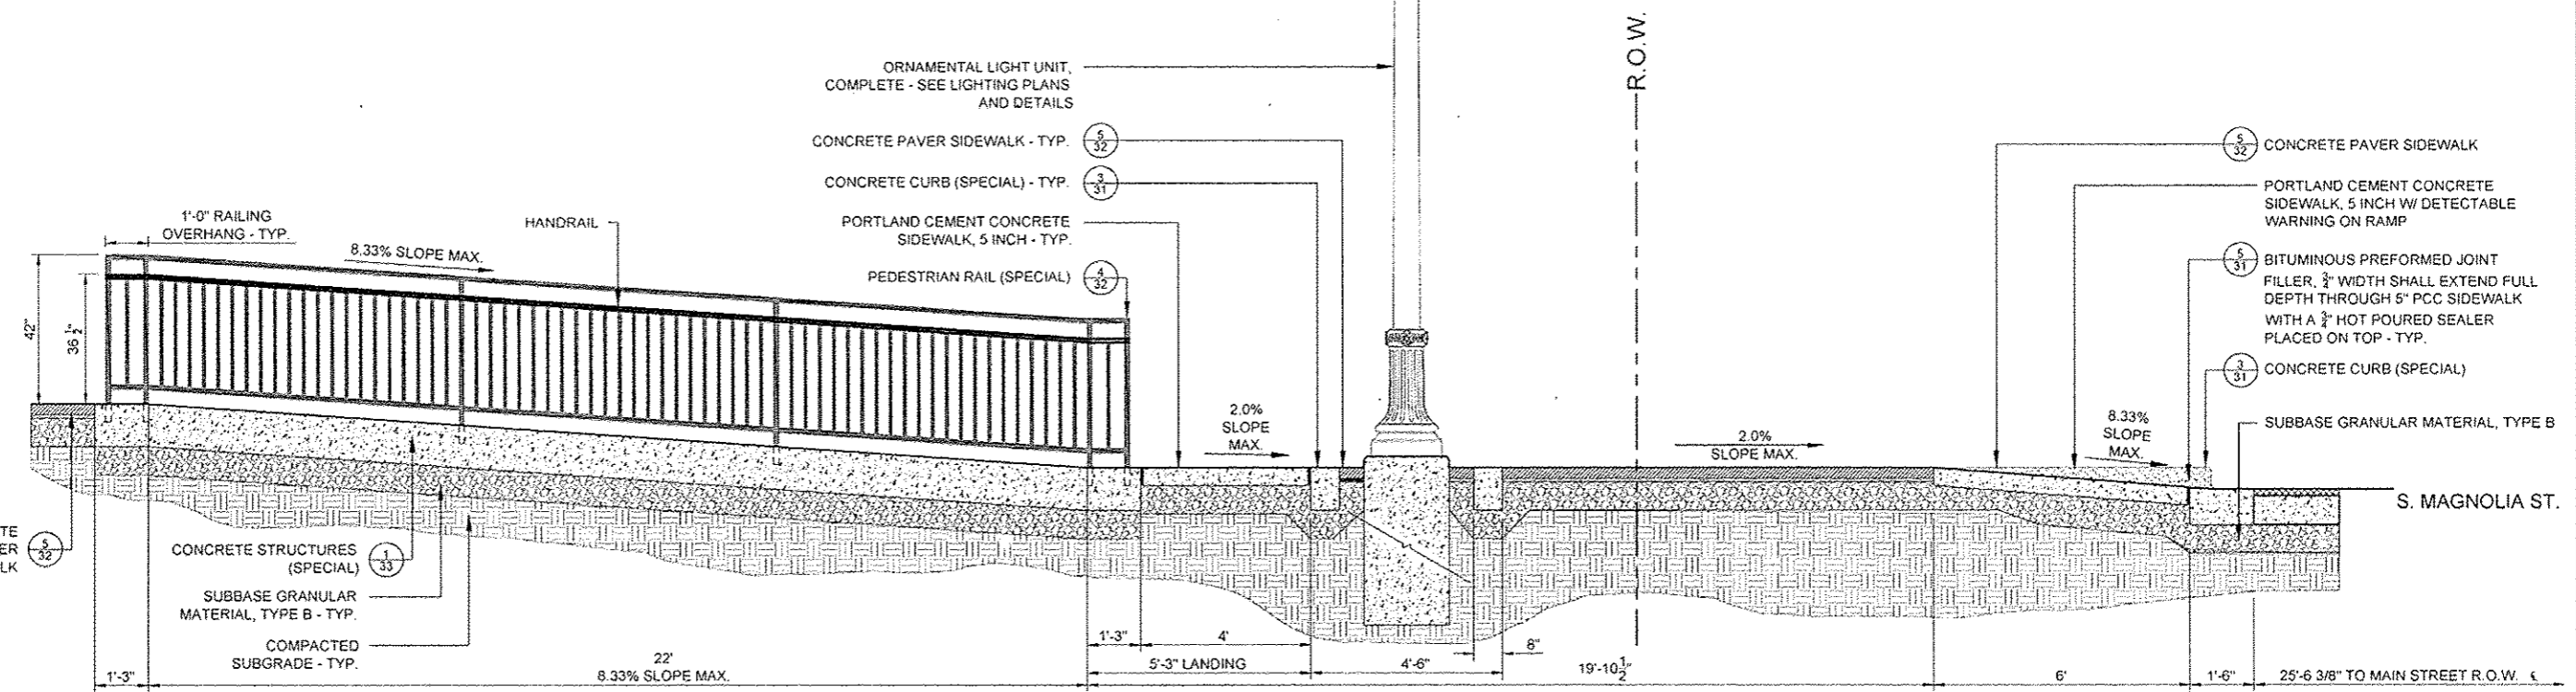 R.O.W.
ORNAMENTAL LIGHT UNIT,
COMPLETE - SEE LIGHTING PLANS
AND DETAILS
CONCRETE PAVER SIDEWALK - TYP.
5
32
CONCRETE CURB (SPECIAL) - TYP.
3
31
PORTLAND CEMENT CONCRETE
SIDEWALK, 5 INCH - TYP.
PEDESTRIAN RAIL (SPECIAL)
4
32
1'-0" RAILING
OVERHANG - TYP.
8.33% SLOPE MAX.
HANDRAIL
42"
36 1/2"
5
32
CONCRETE PAVER SIDEWALK
PORTLAND CEMENT CONCRETE
SIDEWALK, 5 INCH W/ DETECTABLE
WARNING ON RAMP
5
31
BITUMINOUS PREFORMED JOINT
FILLER, 3/4" WIDTH SHALL EXTEND FULL
DEPTH THROUGH 5" PCC SIDEWALK
WITH A 3/4" HOT POURED SEALER
PLACED ON TOP - TYP.
3
31
CONCRETE CURB (SPECIAL)
SUBBASE GRANULAR MATERIAL, TYPE B
2.0%
SLOPE
MAX.
2.0%
SLOPE MAX.
8.33%
SLOPE
MAX.
S. MAGNOLIA ST.
TE
ER
LK
5
32
CONCRETE STRUCTURES
(SPECIAL)
1
33
SUBBASE GRANULAR
MATERIAL, TYPE B - TYP.
COMPACTED
SUBGRADE - TYP.
1'-3"
22'
8.33% SLOPE MAX.
1'-3"
4'
5'-3" LANDING
4'-6"
8"
19'-10 1/2"
6'
1'-6"
25'-6 3/8" TO MAIN STREET R.O.W. ℄